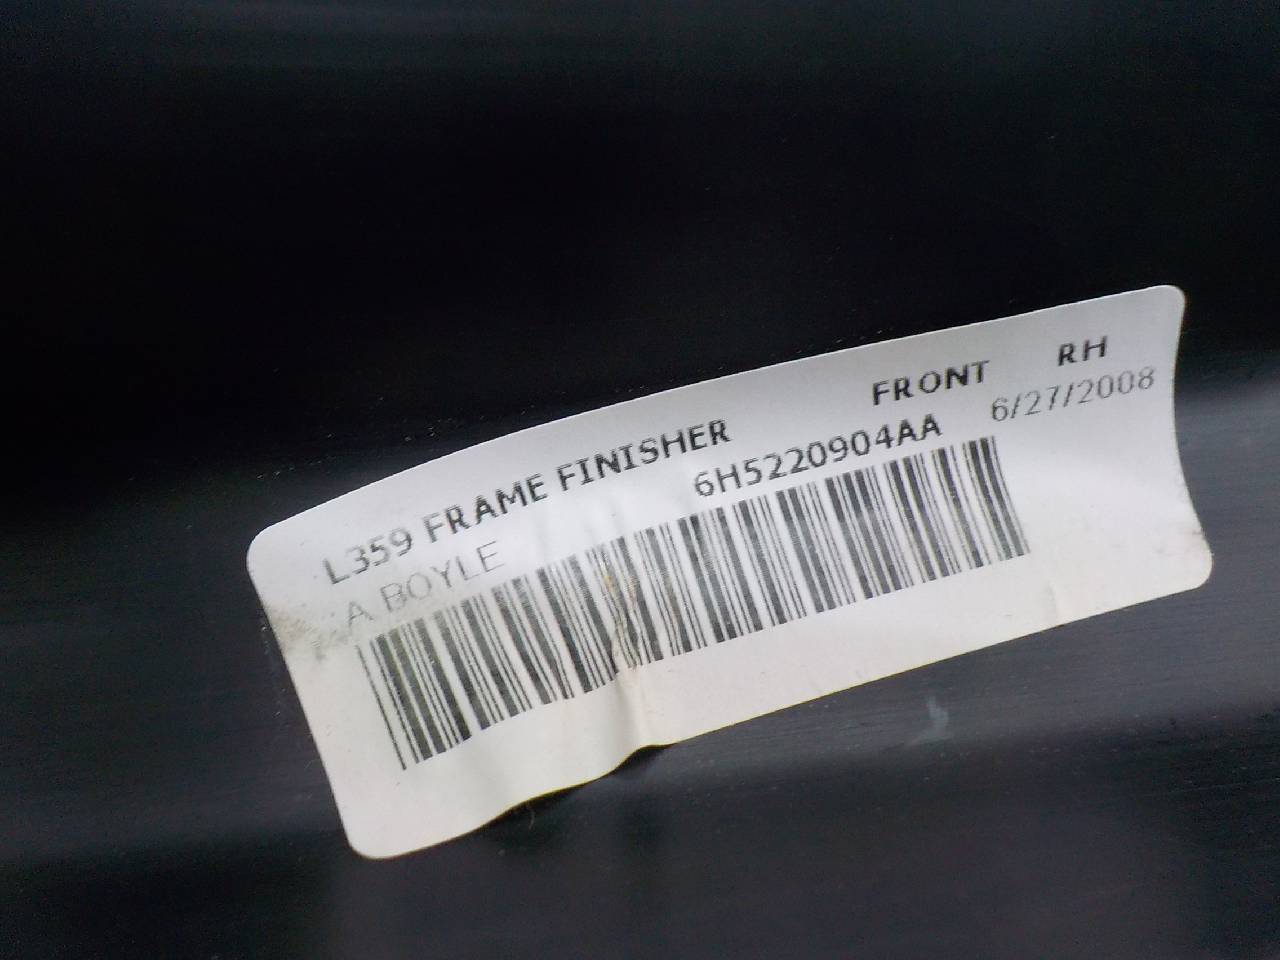 L359 FRAME FINISHER FRONT RH
A BOYLE 6H5220904AA 6/27/2008